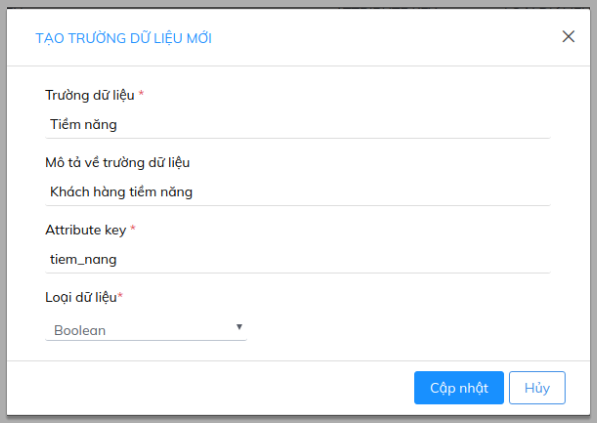 TẠO TRƯỜNG DỮ LIỆU MỚI
Trường dữ liệu *
Tiềm năng
Mô tả về trường dữ liệu
Khách hàng tiềm năng
Attribute key *
tiem_nang
Loại dữ liệu*
Boolean
Cập nhật Hủy